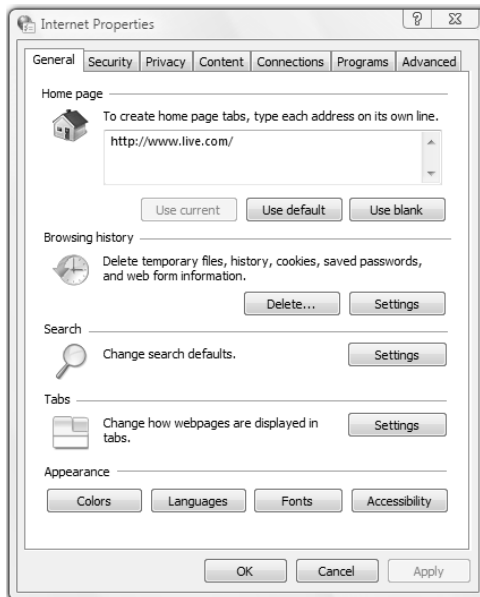 Internet Properties
General Security Privacy Content Connections Programs Advanced
Home page
To create home page tabs, type each address on its own line.
http://www.live.com/
Use current Use default Use blank
Browsing history
Delete temporary files, history, cookies, saved passwords,
and web form information.
Delete... Settings
Search
Change search defaults. Settings
Tabs
Change how webpages are displayed in
tabs.
Settings
Appearance
Colors Languages Fonts Accessibility
OK Cancel Apply